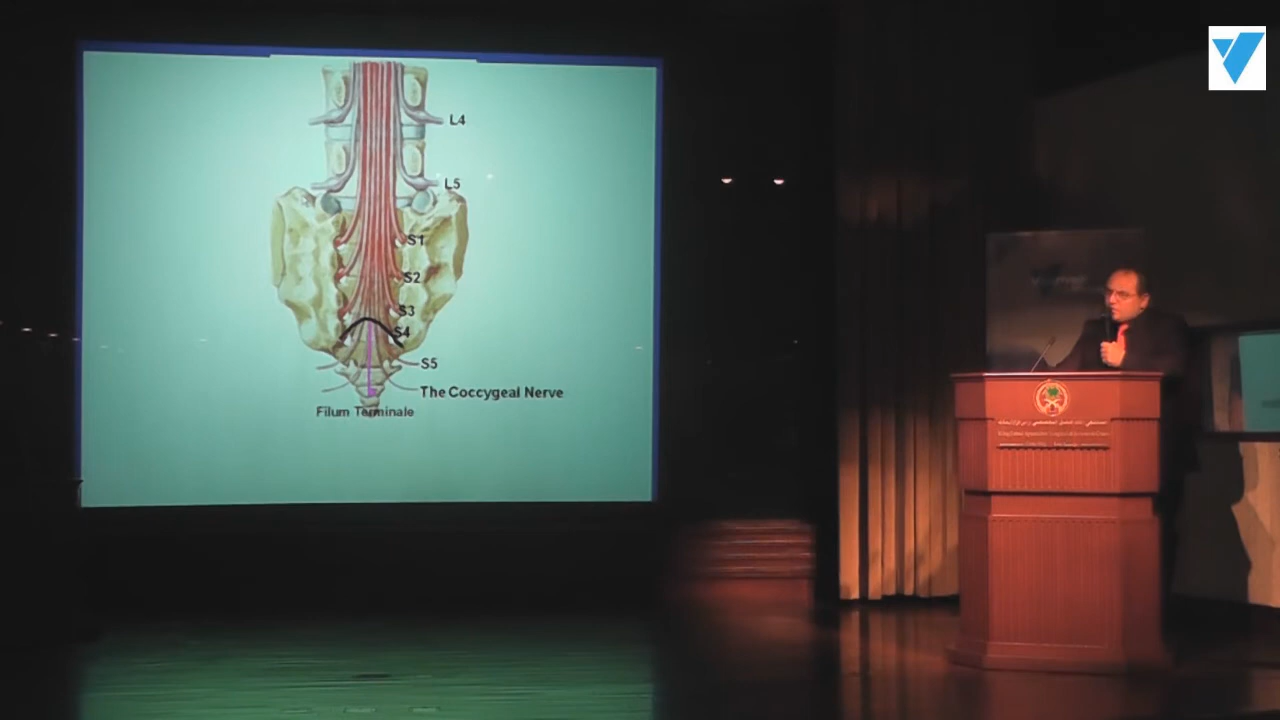 L4
L5
S1
S2
S3
S4
S5
The Coccygeal Nerve
Filum Terminale